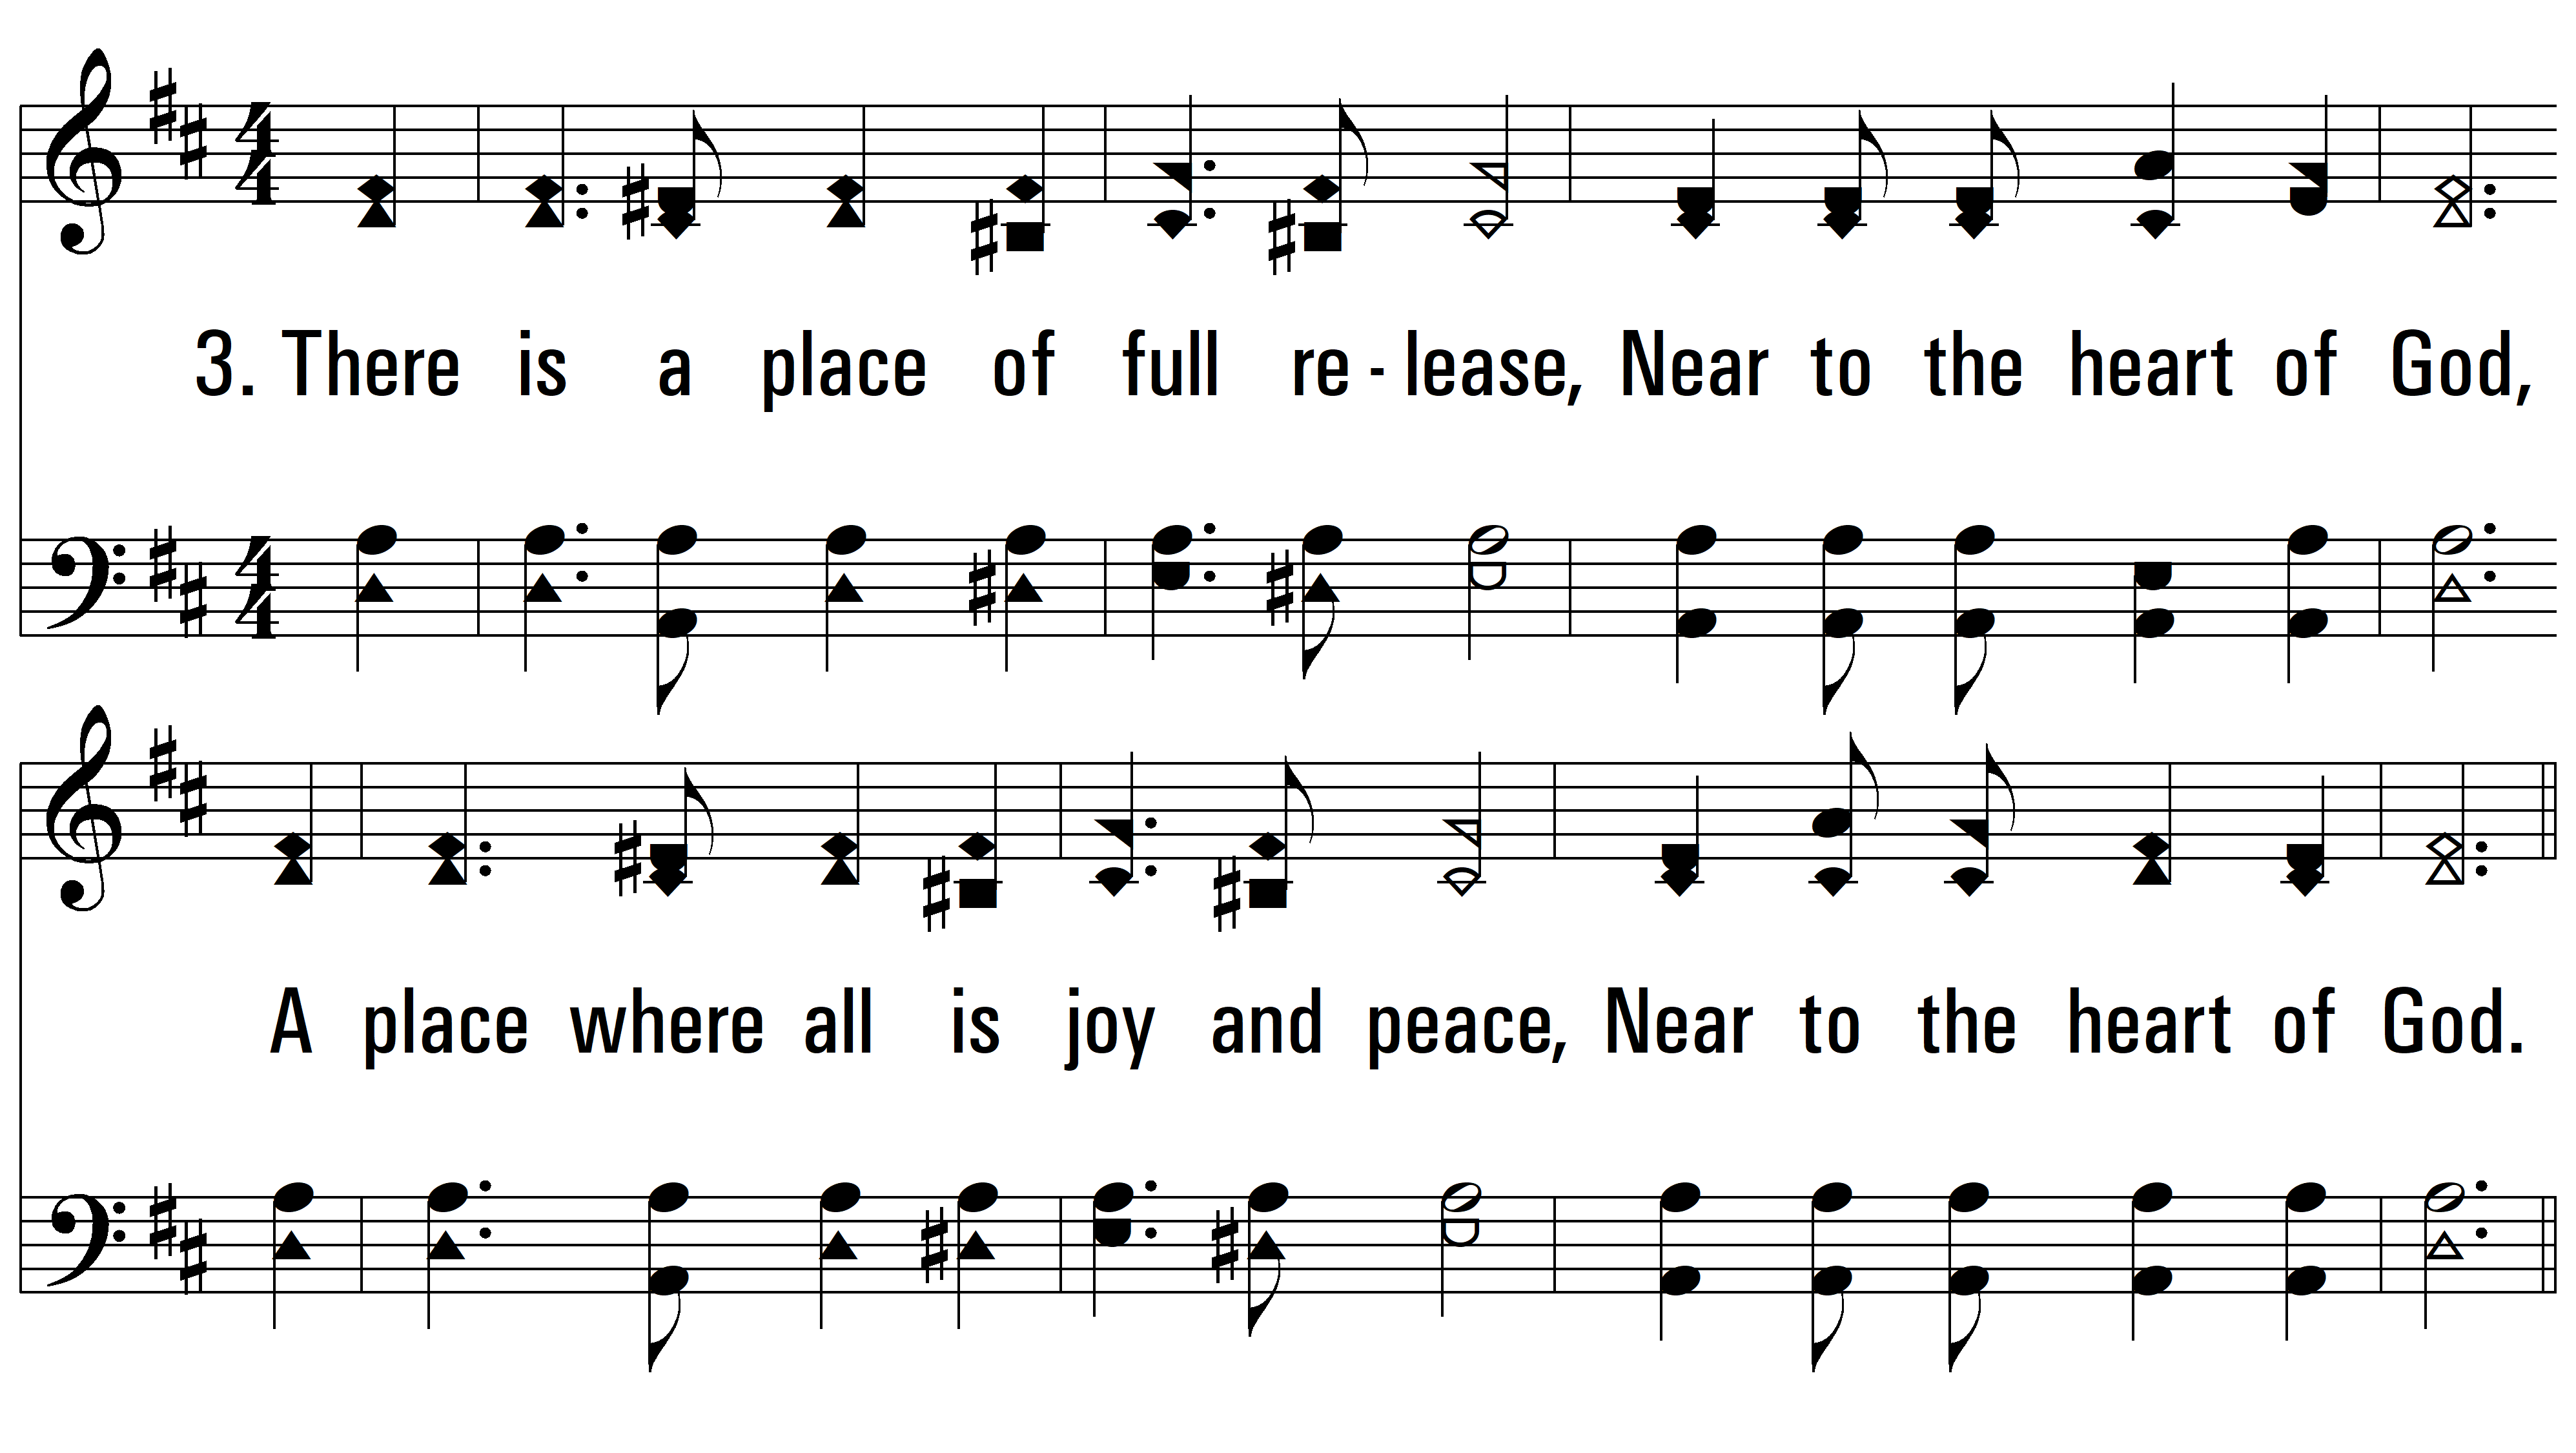 3. There is a place of full re - lease, Near to the heart of God,
A place where all is joy and peace, Near to the heart of God.